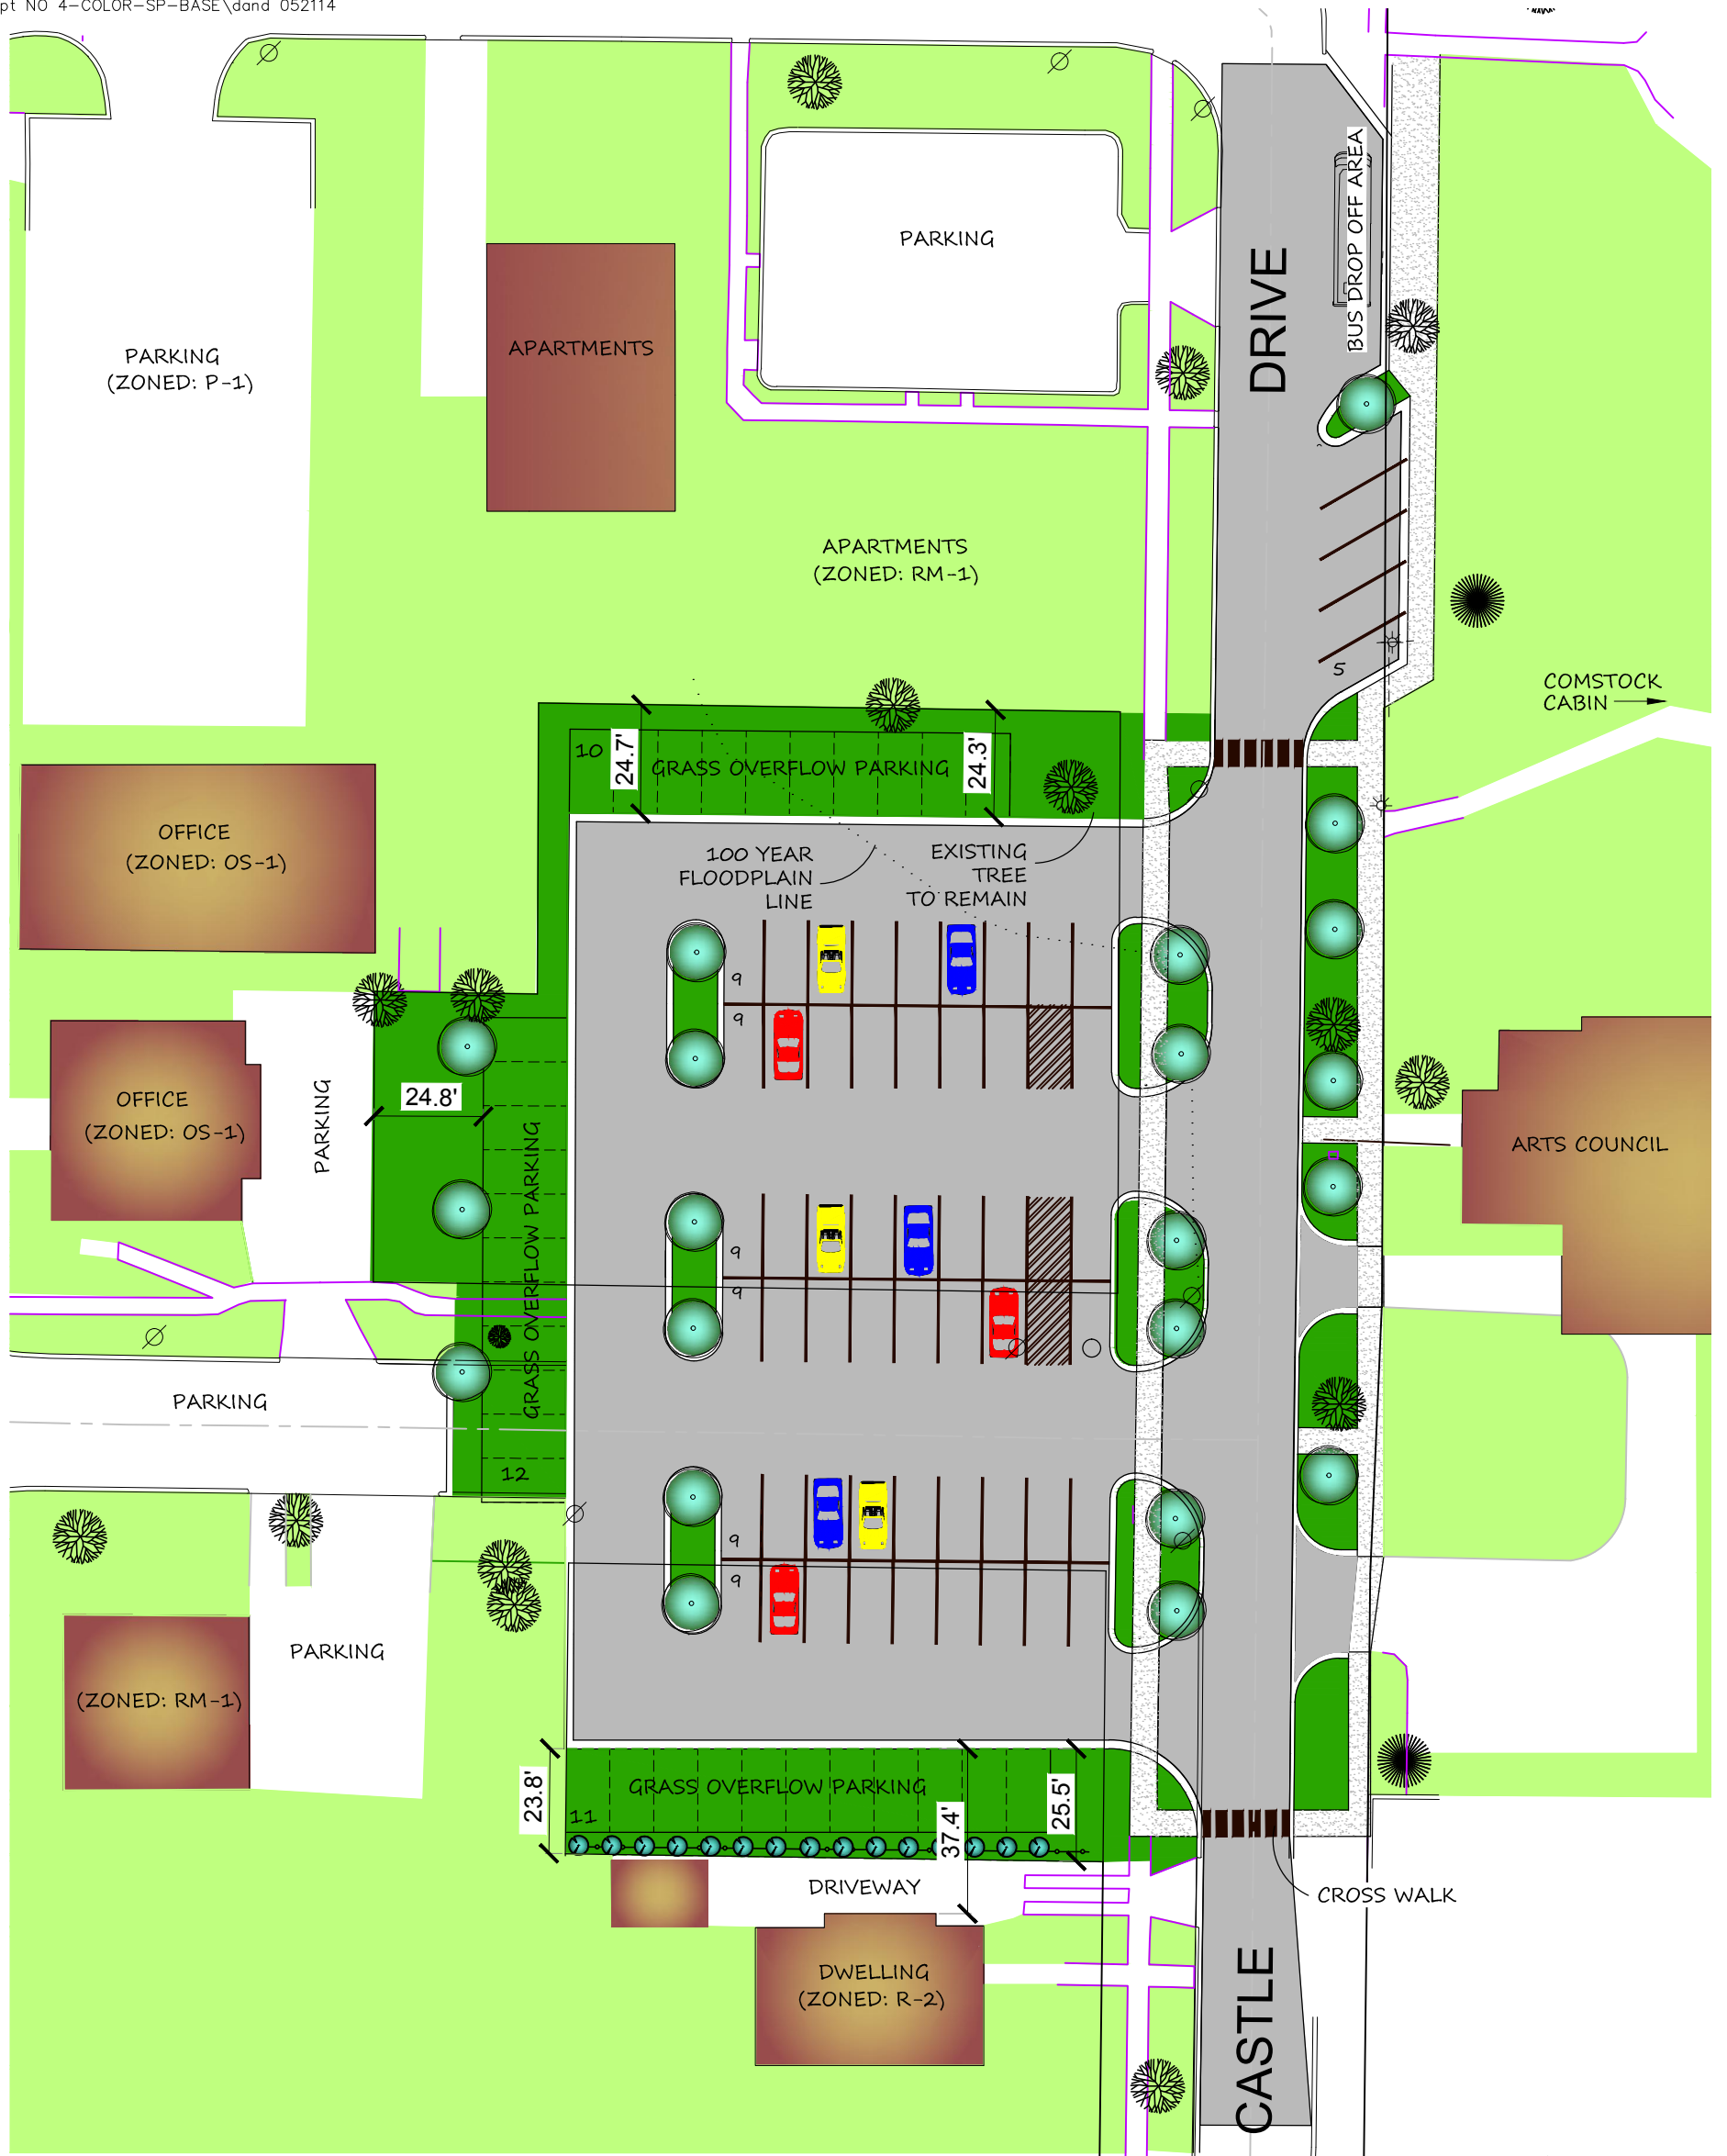 pt NO 4-COLOR-SP-BASE\dand 052114
BUS DROP OFF AREA
DRIVE
PARKING
APARTMENTS
PARKING
(ZONED: P-1)
APARTMENTS
(ZONED: RM-1)
5
COMSTOCK
CABIN
10
24.7'
GRASS OVERFLOW PARKING
24.3'
OFFICE
(ZONED: OS-1)
100 YEAR
FLOODPLAIN
LINE
EXISTING
TREE
TO REMAIN
9
9
OFFICE
(ZONED: OS-1)
PARKING
24.8'
GRASS OVERFLOW PARKING
ARTS COUNCIL
9
9
PARKING
12
9
9
PARKING
(ZONED: RM-1)
23.8'
GRASS OVERFLOW PARKING
11
37.4'
25.5'
DRIVEWAY
CROSS WALK
DWELLING
(ZONED: R-2)
CASTLE